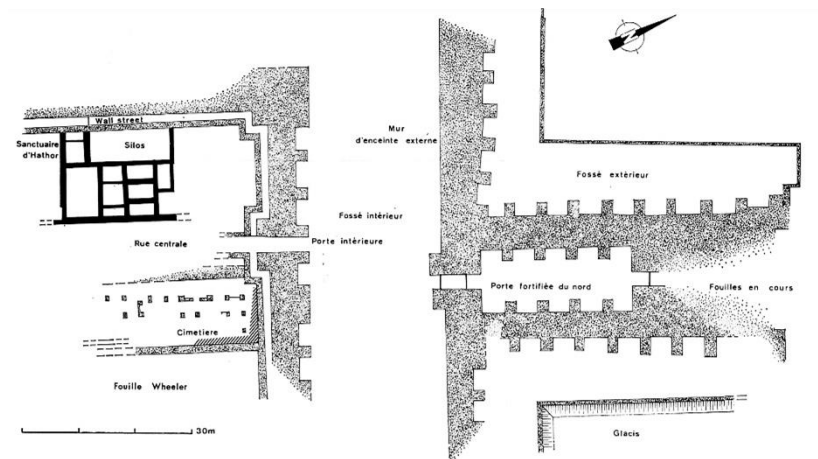 N
Wall street
Sanctuaire
d'Hathor
Silos
Mur
d'enceinte externe
Fossé extérieur
Fossé intérieur
Rue centrale
Porte intérieure
Porte fortifiée du nord
Fouilles en cours
Cimetiere
Fouille Wheeler
30m
Glacis